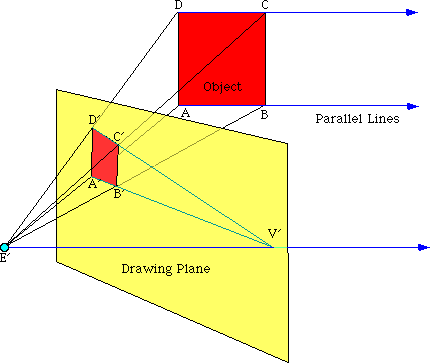 D C
Object
A B
Parallel Lines
D´
C´
A´
B´
V´
E´
Drawing Plane